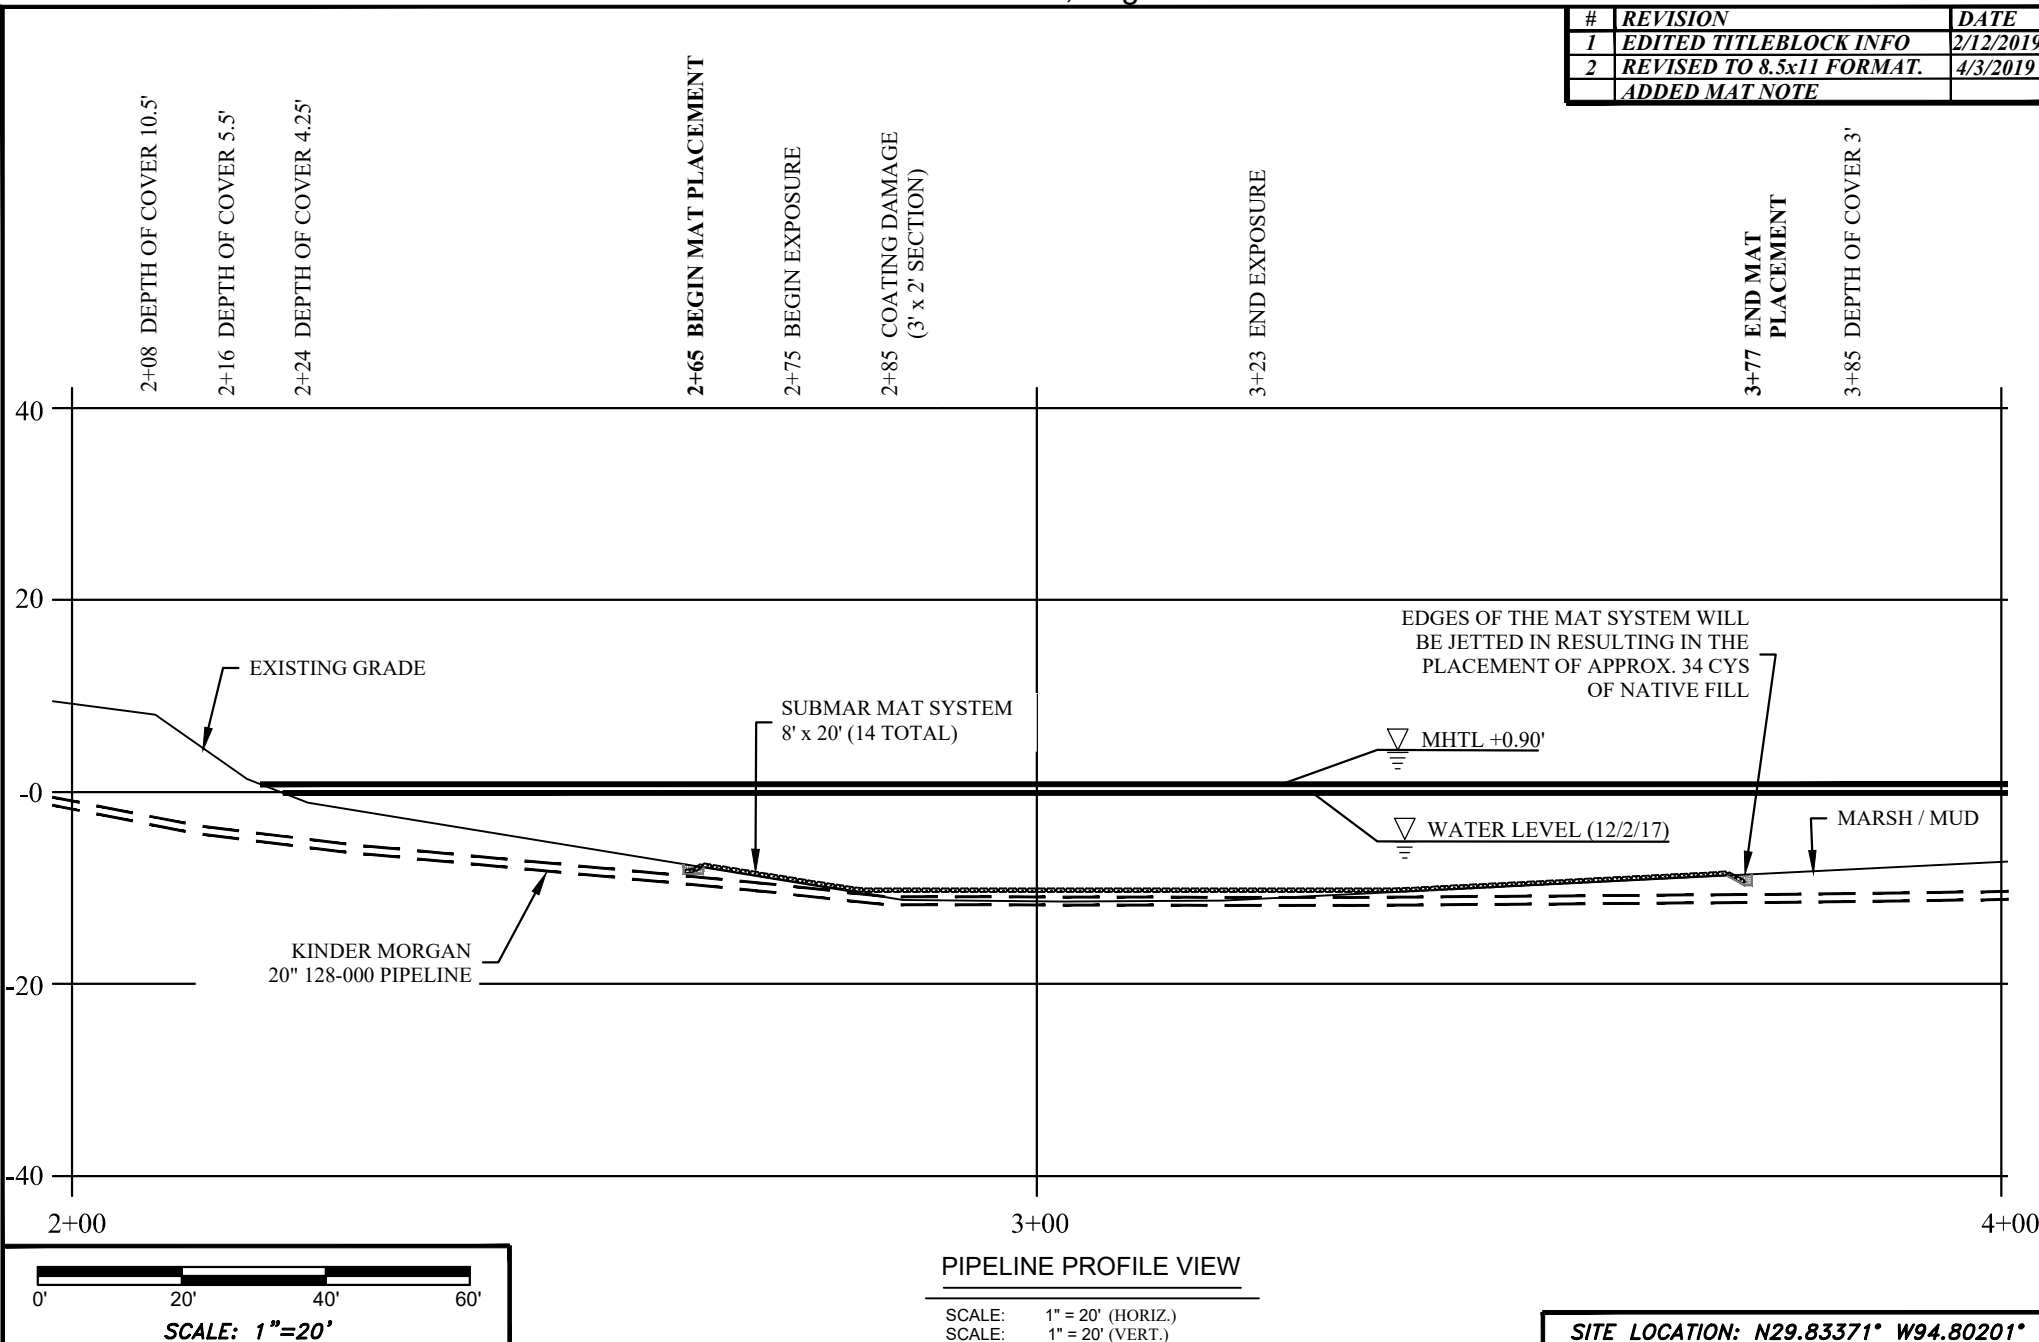 # REVISION DATE
1 EDITED TITLEBLOCK INFO 2/12/2019
2 REVISED TO 8.5x11 FORMAT. 4/3/2019
ADDED MAT NOTE
2+08 DEPTH OF COVER 10.5'
2+16 DEPTH OF COVER 5.5'
2+24 DEPTH OF COVER 4.25'
2+65 BEGIN MAT PLACEMENT
2+75 BEGIN EXPOSURE
2+85 COATING DAMAGE
(3' x 2' SECTION)
3+23 END EXPOSURE
3+77 END MAT
PLACEMENT
3+85 DEPTH OF COVER 3'
40
20
-0
-20
-40
EXISTING GRADE
SUBMAR MAT SYSTEM
8' x 20' (14 TOTAL)
EDGES OF THE MAT SYSTEM WILL
BE JETTED IN RESULTING IN THE
PLACEMENT OF APPROX. 34 CYS
OF NATIVE FILL
MHTL +0.90'
WATER LEVEL (12/2/17)
MARSH / MUD
KINDER MORGAN
20" 128-000 PIPELINE
2+00 3+00 4+00
0' 20' 40' 60'
SCALE: 1"=20'
PIPELINE PROFILE VIEW
SCALE: 1" = 20' (HORIZ.)
SCALE: 1" = 20' (VERT.)
SITE LOCATION: N29.83371° W94.80201°